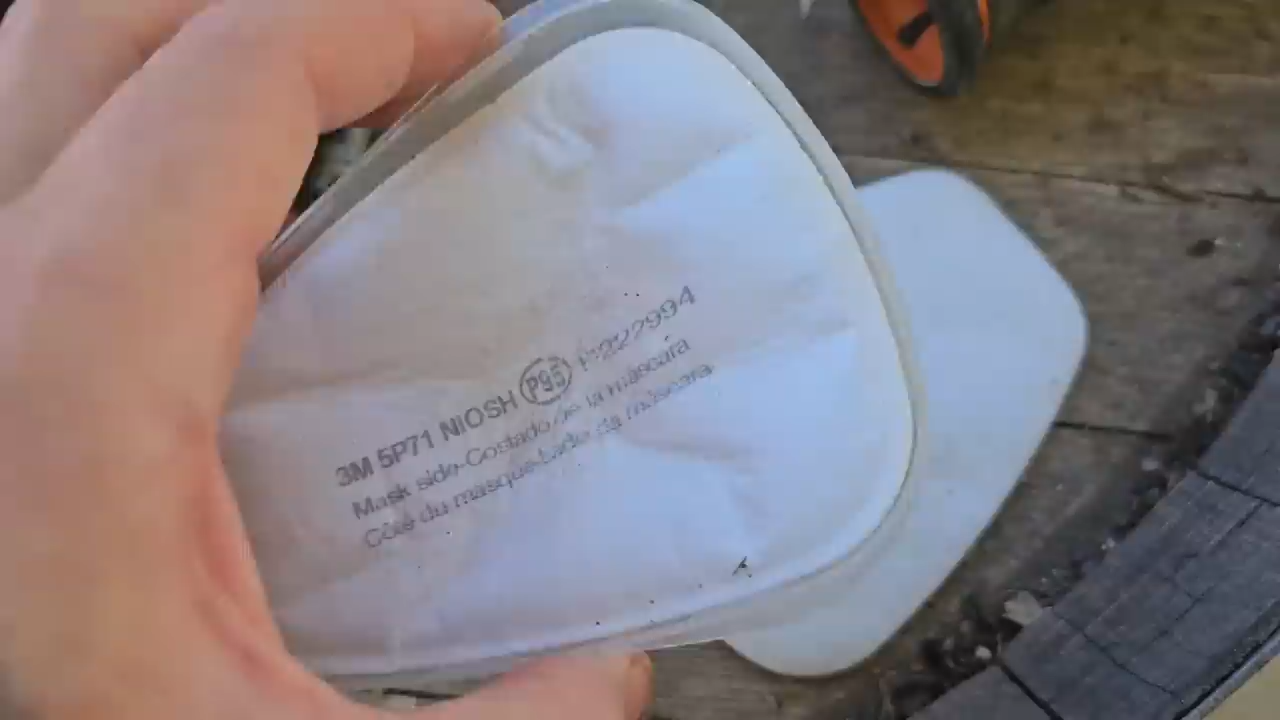 3M 5P71 NIOSH P95 P222994
Mask side-Costado de la máscara
Côté du masque-Lado da máscara